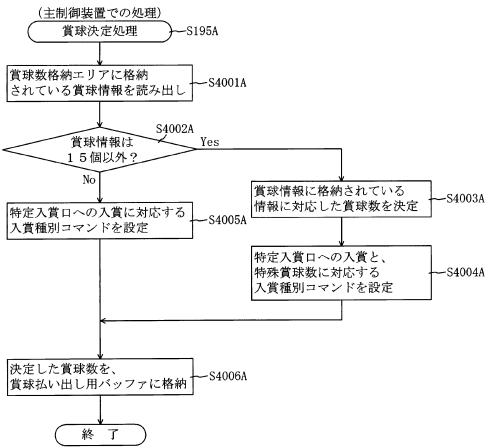 (主制御装置での処理)
賞球決定処理
S195A
賞球数格納エリアに格納
されている賞球情報を読み出し
S4001A
S4002A
賞球情報は
15個以外?
Yes
No
賞球情報に格納されている
情報に対応した賞球数を決定
S4003A
特定入賞口への入賞に対応する
入賞種別コマンドを設定
S4005A
特定入賞口への入賞と、
特殊賞球数に対応する
入賞種別コマンドを設定
S4004A
決定した賞球数を、
賞球払い出し用バッファに格納
S4006A
終 了